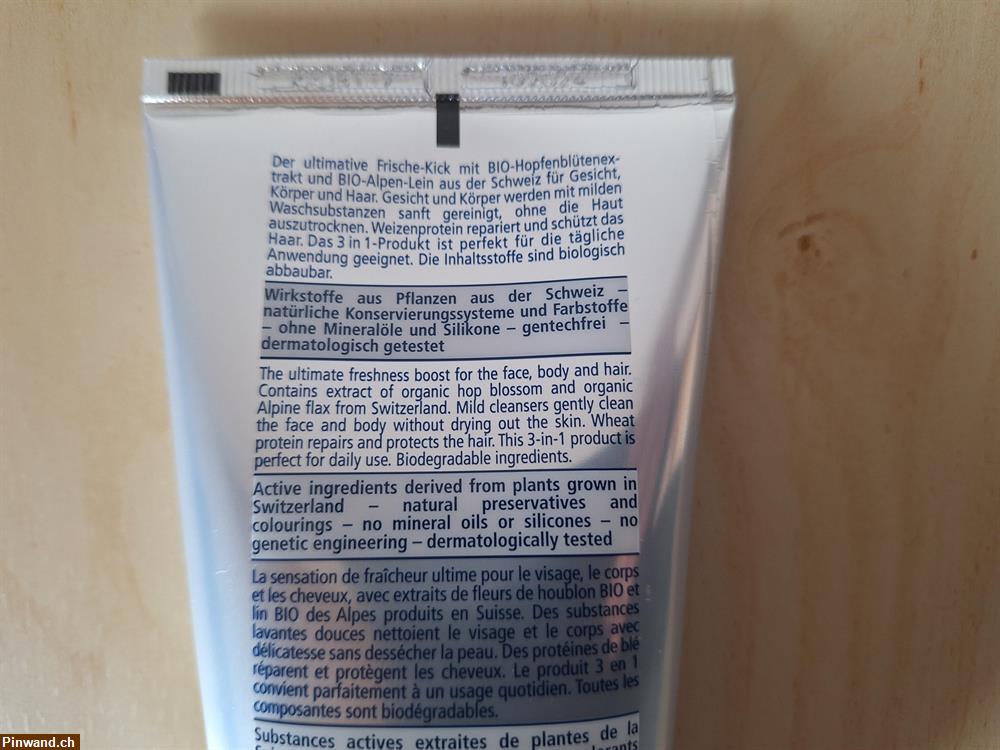 Der ultimative Frische-Kick mit BIO-Hopfenblütenex-
trakt und BIO-Alpen-Lein aus der Schweiz für Gesicht,
Körper und Haar. Gesicht und Körper werden mit milden
Waschsubstanzen sanft gereinigt, ohne die Haut
auszutrocknen. Weizenprotein repariert und schützt das
Haar. Das 3 in 1-Produkt ist perfekt für die tägliche
Anwendung geeignet. Die Inhaltsstoffe sind biologisch
abbaubar.
Wirkstoffe aus Pflanzen aus der Schweiz –
natürliche Konservierungssysteme und Farbstoffe
– ohne Mineralöle und Silikone – gentechfrei –
dermatologisch getestet
The ultimate freshness boost for the face, body and hair.
Contains extract of organic hop blossom and organic
Alpine flax from Switzerland. Mild cleansers gently clean
the face and body without drying out the skin. Wheat
protein repairs and protects the hair. This 3-in-1 product is
perfect for daily use. Biodegradable ingredients.
Active ingredients derived from plants grown in
Switzerland – natural preservatives and
colourings – no mineral oils or silicones – no
genetic engineering – dermatologically tested
La sensation de fraîcheur ultime pour le visage, le corps
et les cheveux, avec extraits de fleurs de houblon BIO et
lin BIO des Alpes produits en Suisse. Des substances
lavantes douces nettoient le visage et le corps avec
délicatesse sans dessécher la peau. Des protéines de blé
réparent et protègent les cheveux. Le produit 3 en 1
convient parfaitement à un usage quotidien. Toutes les
composantes sont biodégradables.
Substances actives extraites de plantes de la
Pinwand.ch